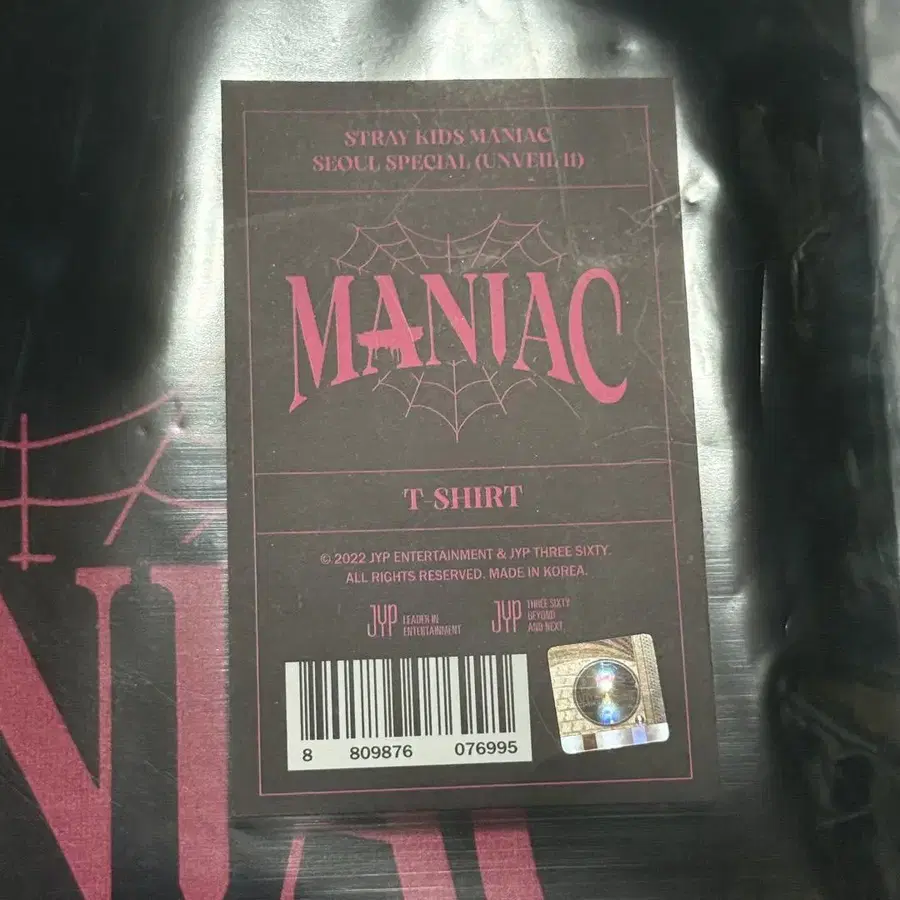 STRAY KIDS MANIAC
SEOUL SPECIAL (UNVEIL 11)
MANIAC
T-SHIRT
© 2022 JYP ENTERTAINMENT & JYP THREE SIXTY.
ALL RIGHTS RESERVED. MADE IN KOREA.
JYP LEADER IN
ENTERTAINMENT
JYP THREE SIXTY
BEYOND
AND NEXT.
8 809876 076995
NIAC